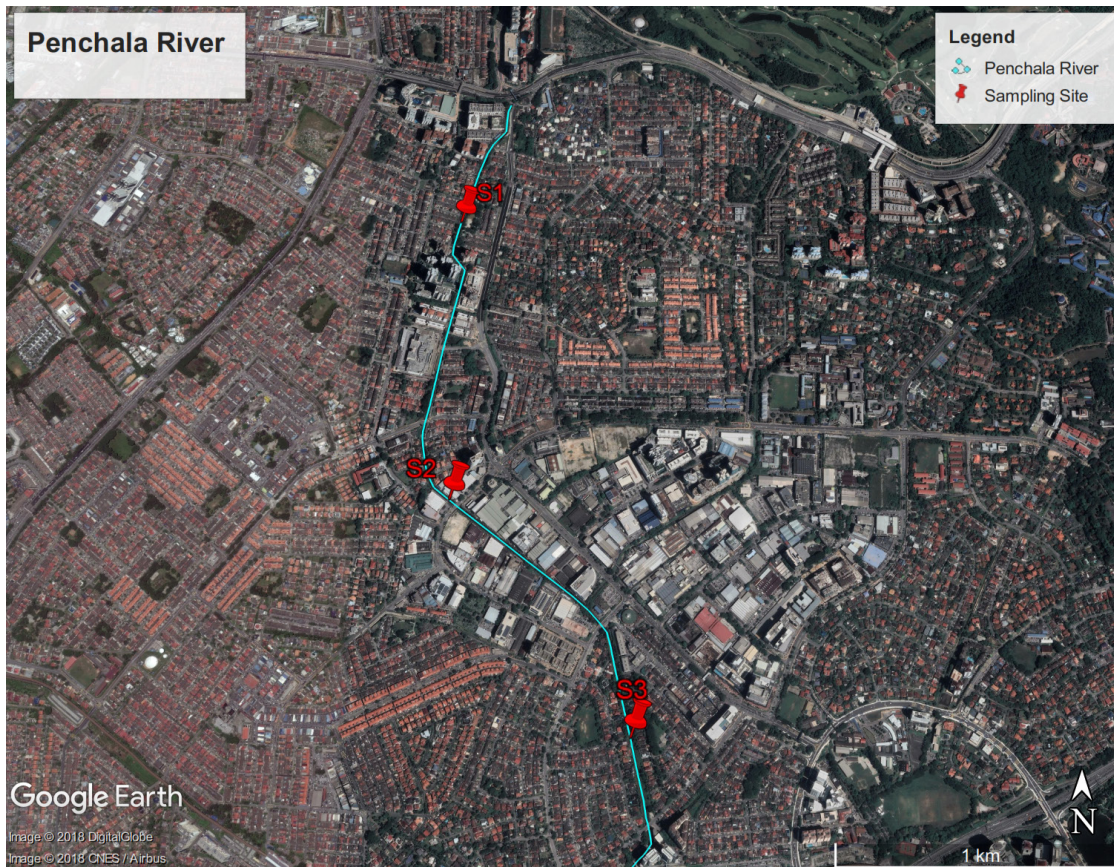 Penchala River
Legend
Penchala River
Sampling Site
S1
S2
S3
Google Earth
N
Image © 2018 DigitalGlobe
Image © 2018 CNES / Airbus
1 km